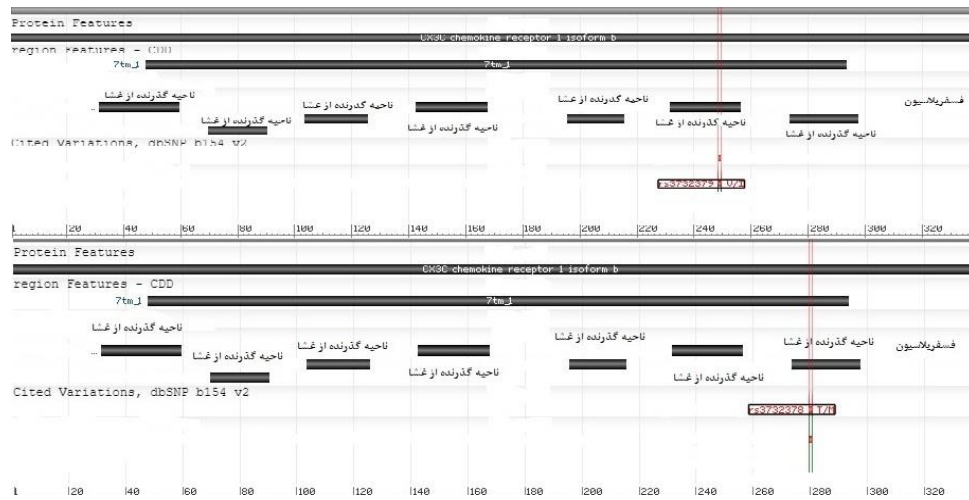 Protein Features
CX3C chemokine receptor 1 isoform b
region Features - CDD
7tm_1
7tm_1
ناحیه گذرنده از غشا
ناحیه گذرنده از غشا
ناحیه گذرنده از غشا
ناحیه گذرنده از غشا
ناحیه گذرنده از غشا
ناحیه گذرنده از غشا
ناحیه گذرنده از غشا
فسفریلاسیون
...
Cited Variations, dbSNP b154 v2
rs3732379 V/I
1 20 40 60 80 100 120 140 160 180 200 220 240 260 280 300 320
Protein Features
CX3C chemokine receptor 1 isoform b
region Features - CDD
7tm_1
7tm_1
ناحیه گذرنده از غشا
ناحیه گذرنده از غشا
ناحیه گذرنده از غشا
ناحیه گذرنده از غشا
ناحیه گذرنده از غشا
ناحیه گذرنده از غشا
ناحیه گذرنده از غشا
فسفریلاسیون
...
Cited Variations, dbSNP b154 v2
rs3732378 T/M
1 20 40 60 80 100 120 140 160 180 200 220 240 260 280 300 320